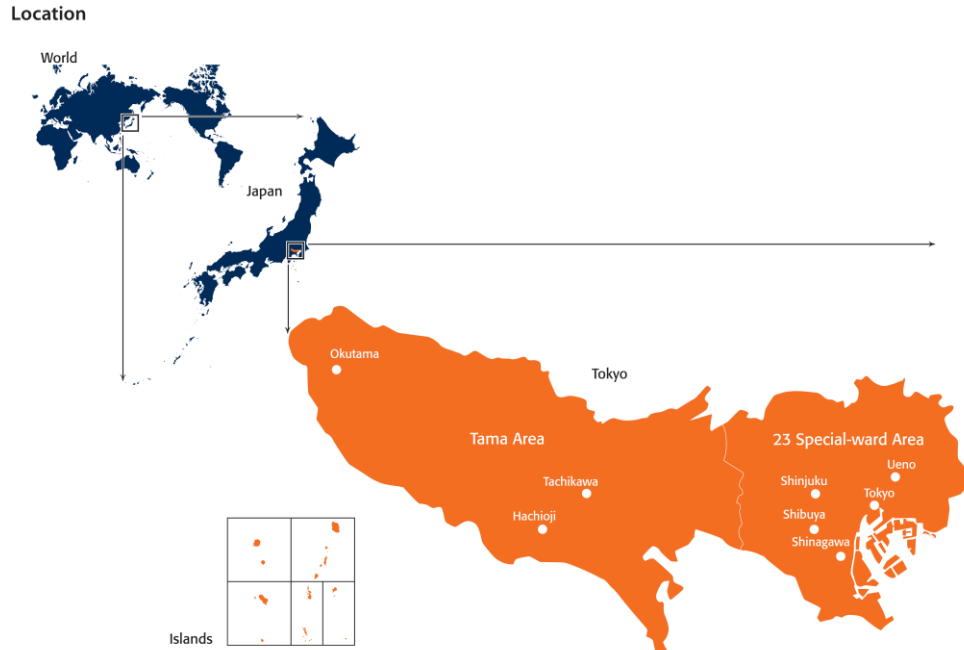 Location
World
Japan
Okutama
Tokyo
Tama Area
23 Special-ward Area
Ueno
Shinjuku
Tachikawa
Tokyo
Hachioji
Shibuya
Shinagawa
Islands